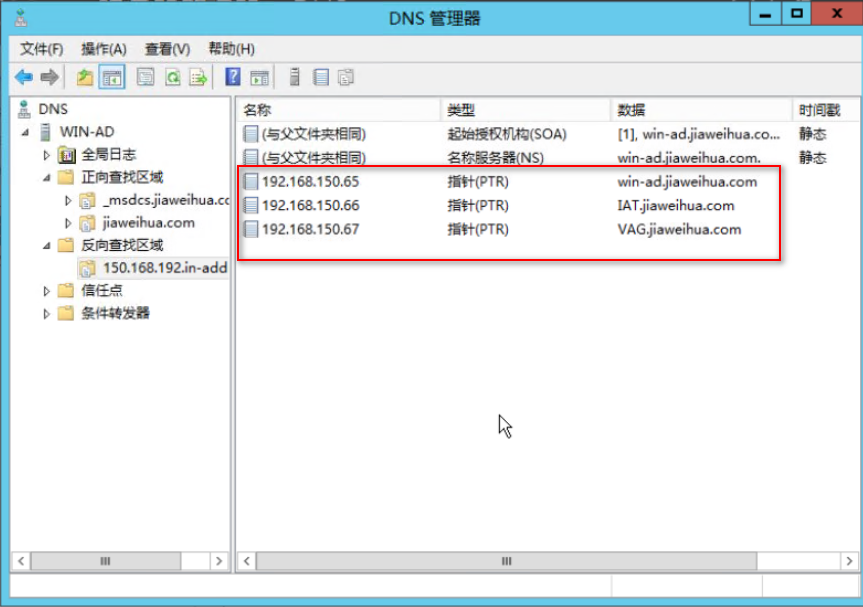 DNS 管理器
文件(F) 操作(A) 查看(V) 帮助(H)
DNS
WIN-AD
全局日志
正向查找区域
_msdcs.jiaweihua.cc
jiaweihua.com
反向查找区域
150.168.192.in-add
信任点
条件转发器
名称 类型 数据 时间戳
(与父文件夹相同) 起始授权机构(SOA) [1], win-ad.jiaweihua.co... 静态
(与父文件夹相同) 名称服务器(NS) win-ad.jiaweihua.com. 静态
192.168.150.65 指针(PTR) win-ad.jiaweihua.com
192.168.150.66 指针(PTR) IAT.jiaweihua.com
192.168.150.67 指针(PTR) VAG.jiaweihua.com